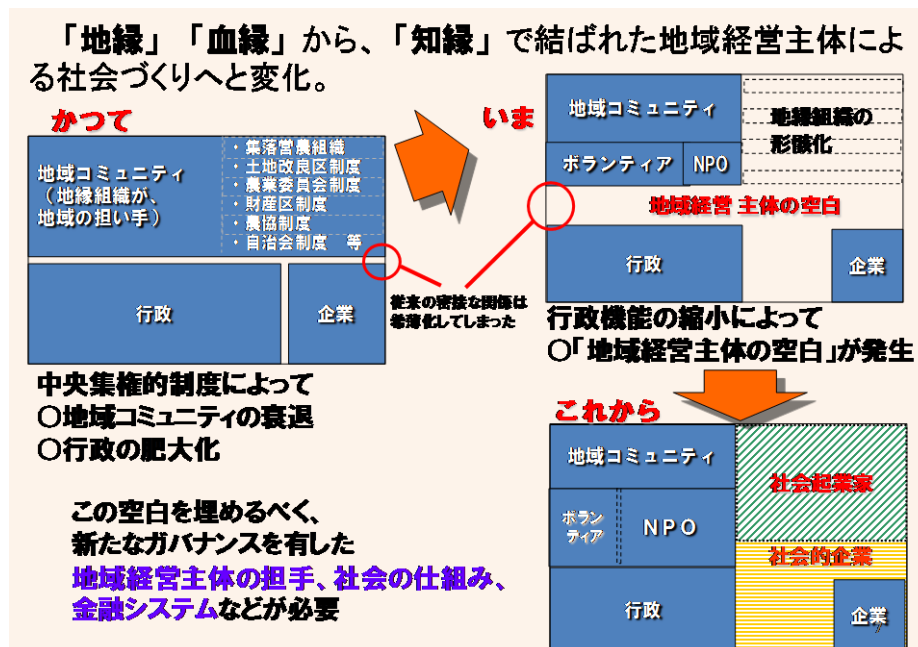 「地縁」「血縁」から、「知縁」で結ばれた地域経営主体によ
る社会づくりへと変化。
かつて
地域コミュニティ
（地縁組織が、
地域の担い手）
・集落営農組織
・土地改良区制度
・農業委員会制度
・財産区制度
・農協制度
・自治会制度　等
行政
企業
従来の密接な関係は
希薄化してしまった
中央集権的制度によって
○地域コミュニティの衰退
○行政の肥大化
いま
地域コミュニティ
地縁組織の
形骸化
ボランティア
NPO
地域経営 主体の空白
行政
企業
行政機能の縮小によって
○「地域経営主体の空白」が発生
これから
地域コミュニティ
社会起業家
ボラン
ティア
NPO
社会的企業
行政
企業
7
この空白を埋めるべく、
新たなガバナンスを有した
地域経営主体の担手、社会の仕組み、
金融システムなどが必要